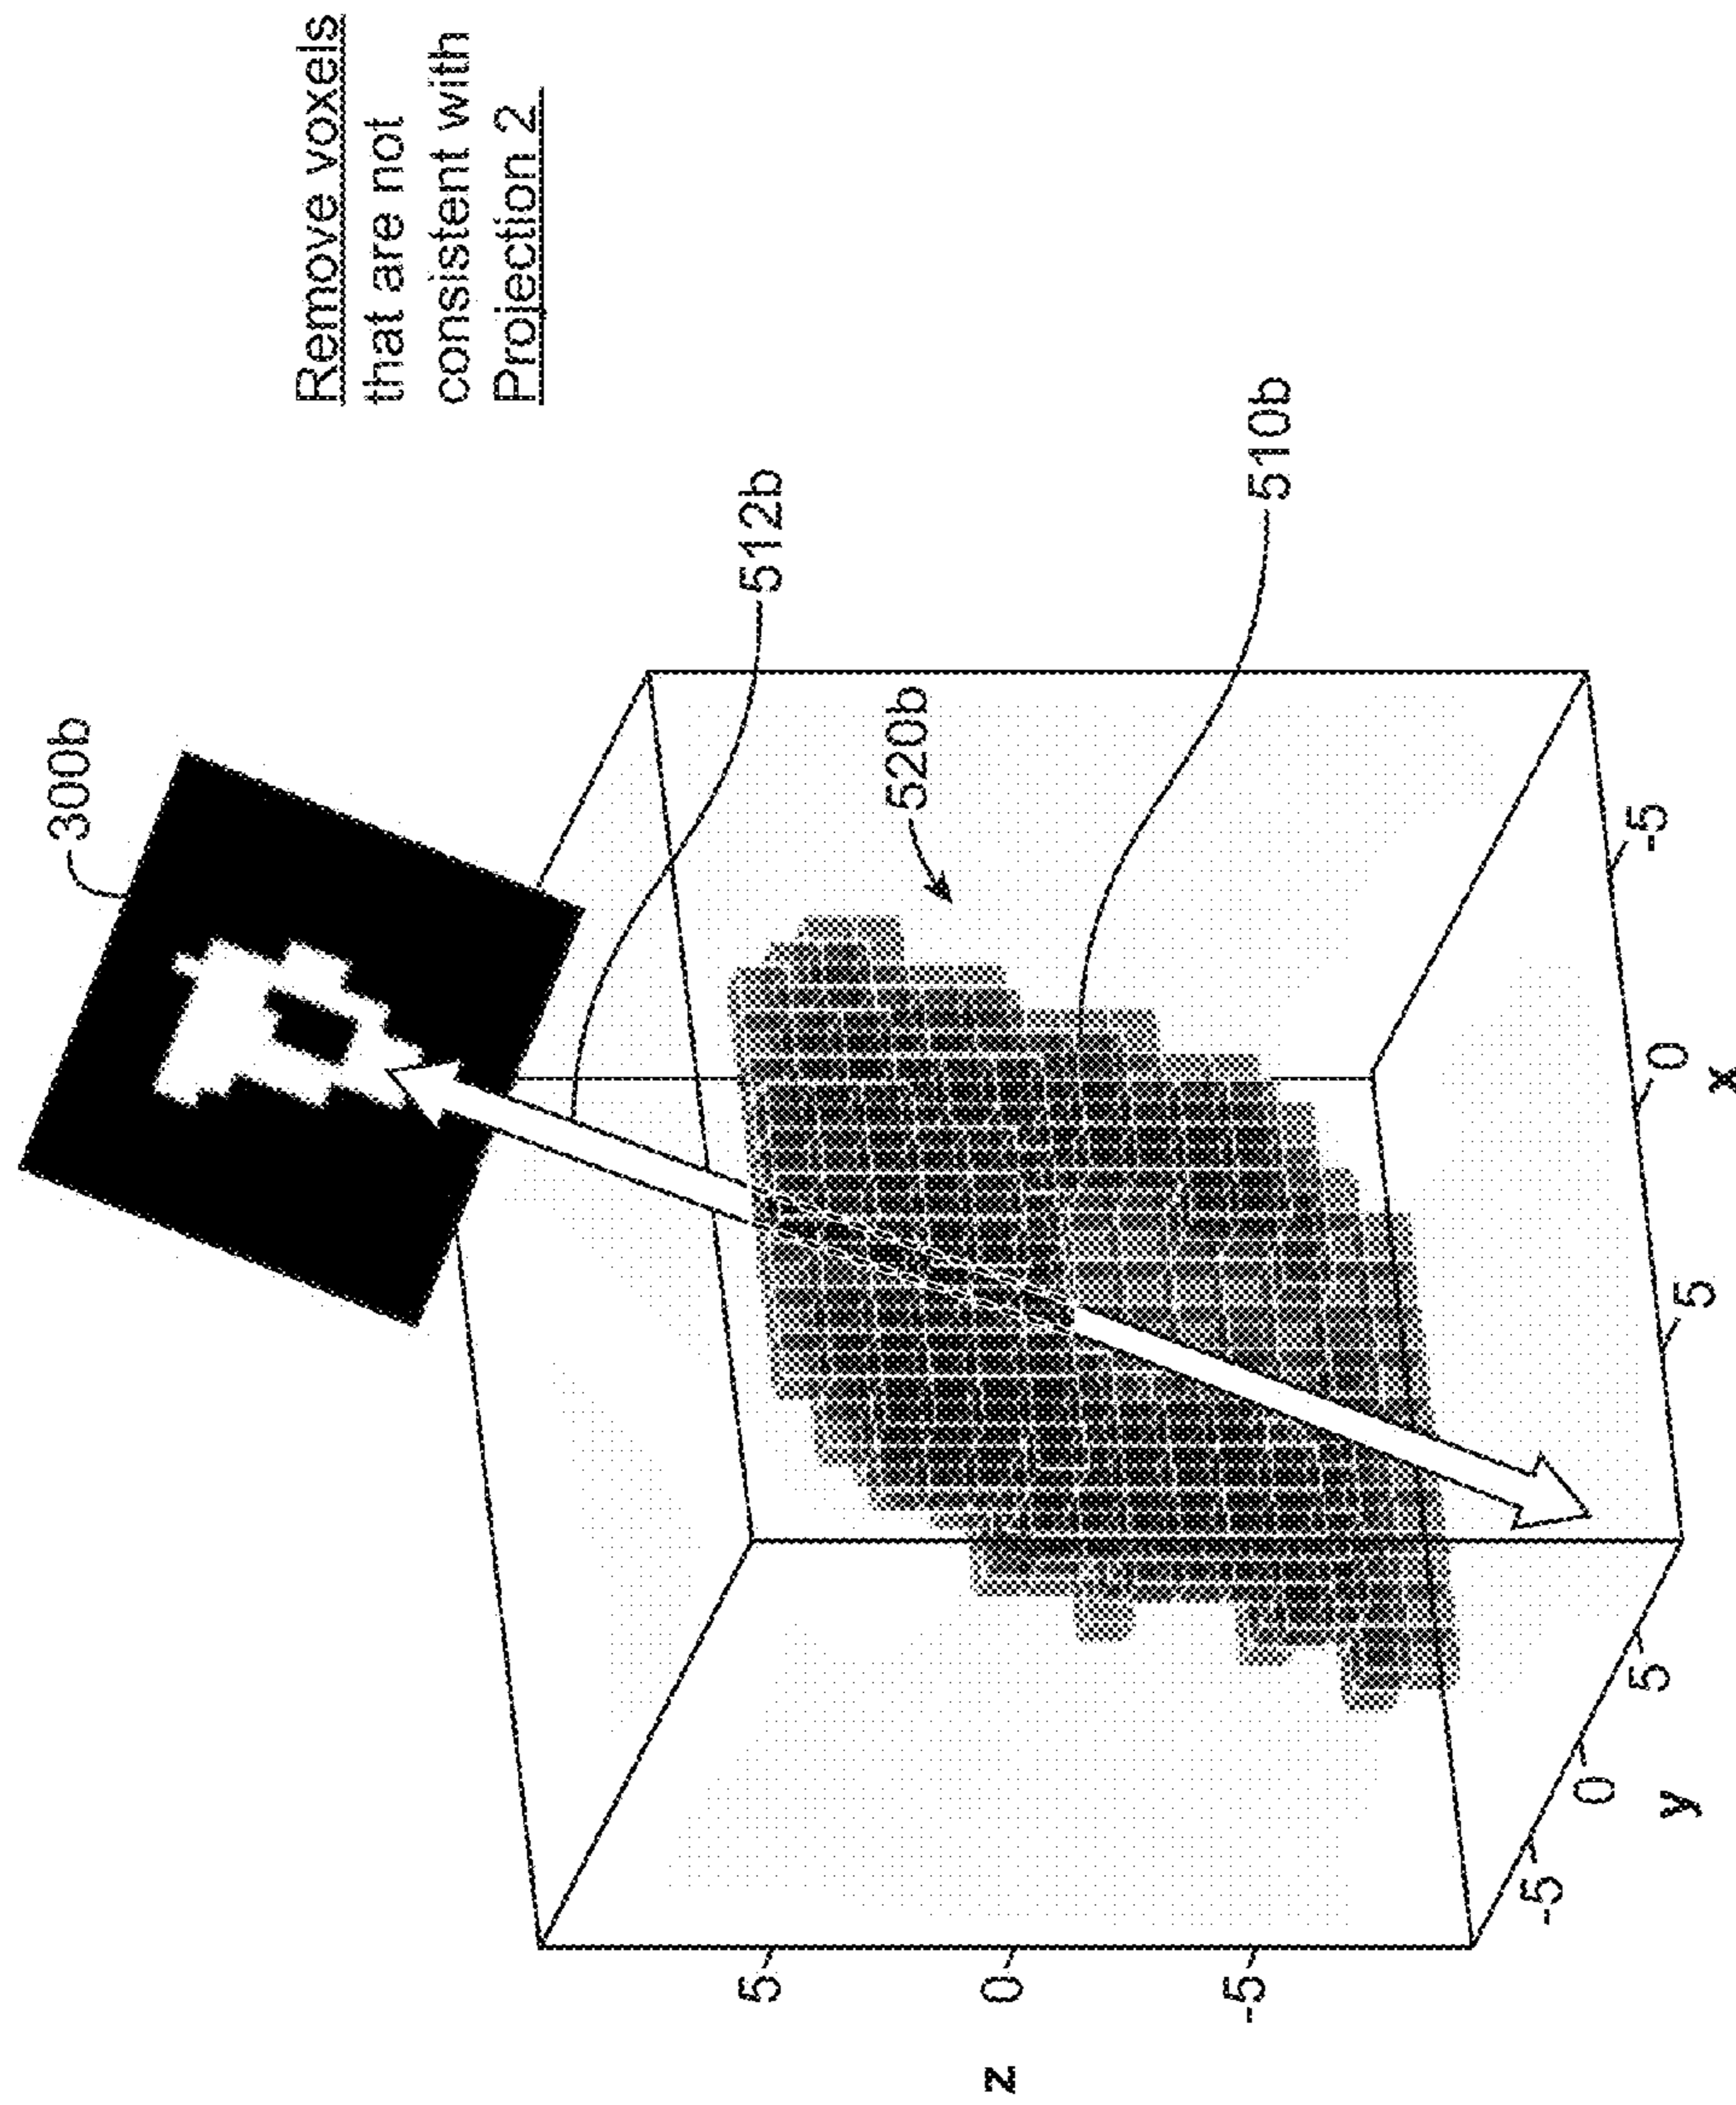 Remove voxels
that are not
consistent with
Projection 2
300b
512b
520b
510b
z
5
0
-5
y
-5
0
5
x
5
0
-5